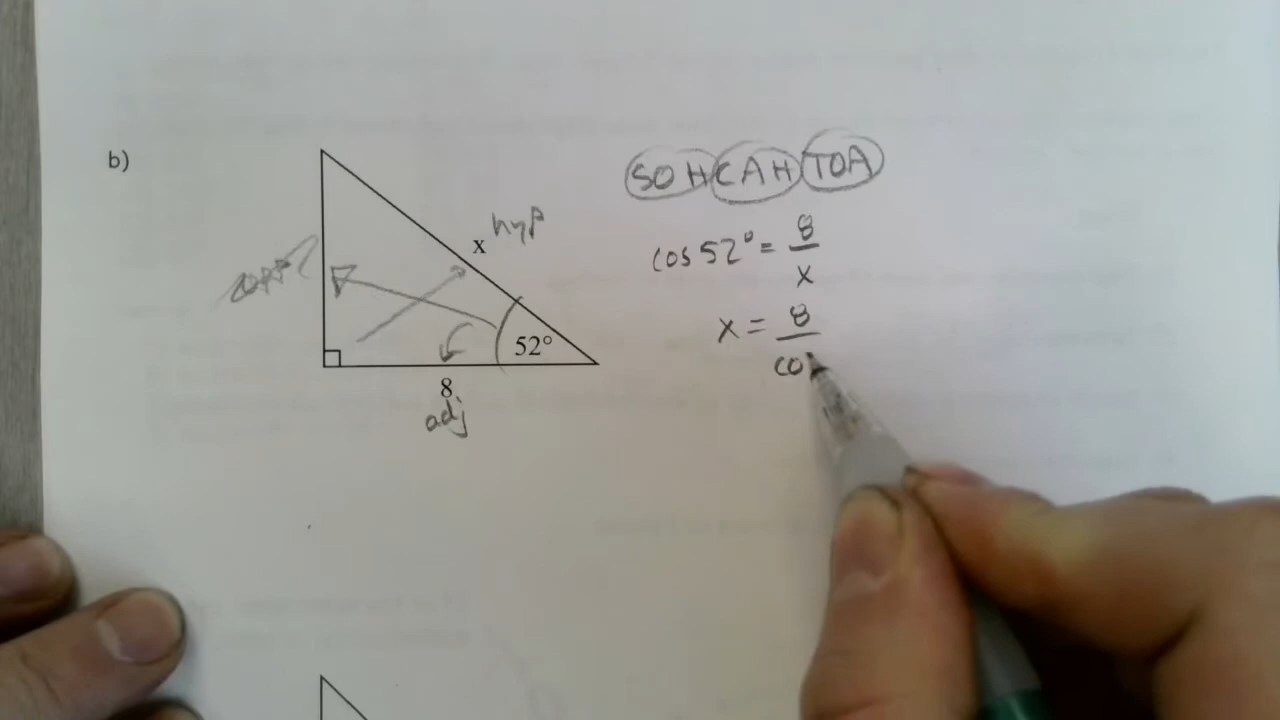 b)
SOH CAH TOA
x hyp
cos 52° = 8/x
x = 8/co
52°
8
adj